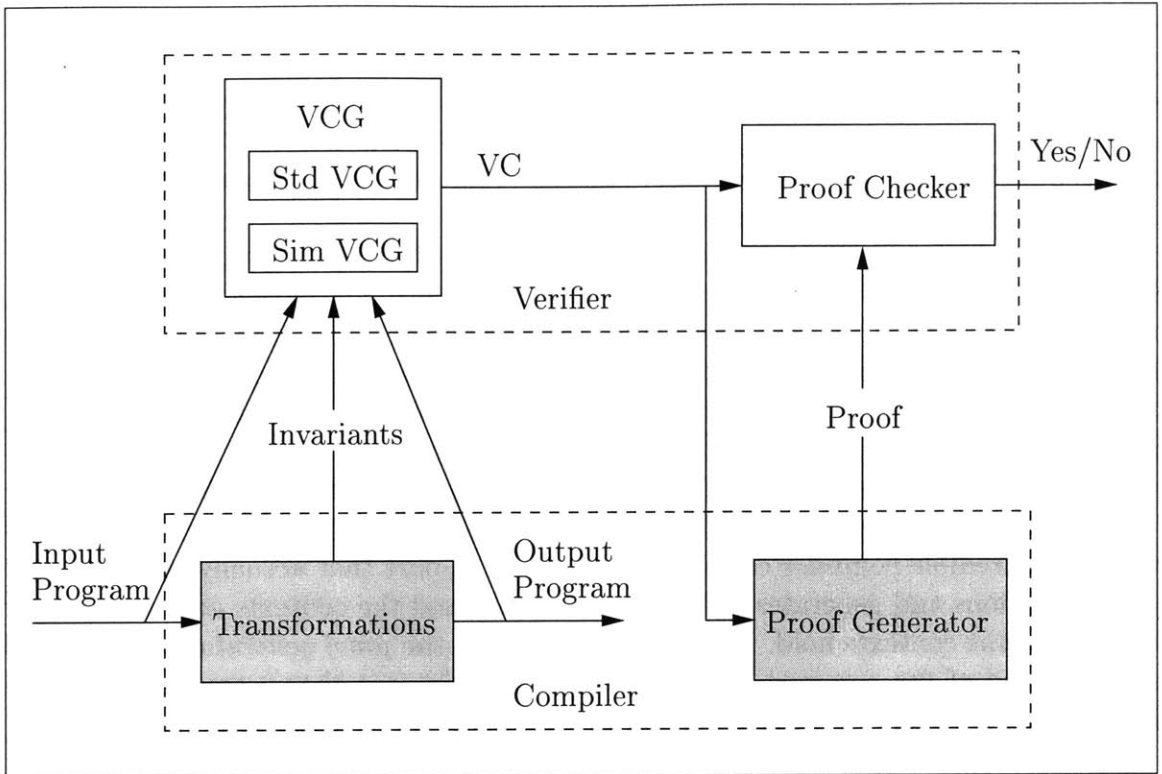 VCG
Std VCG
Sim VCG
VC
Proof Checker
Yes/No
Verifier
Invariants
Proof
Input
Program
Transformations
Output
Program
Proof Generator
Compiler